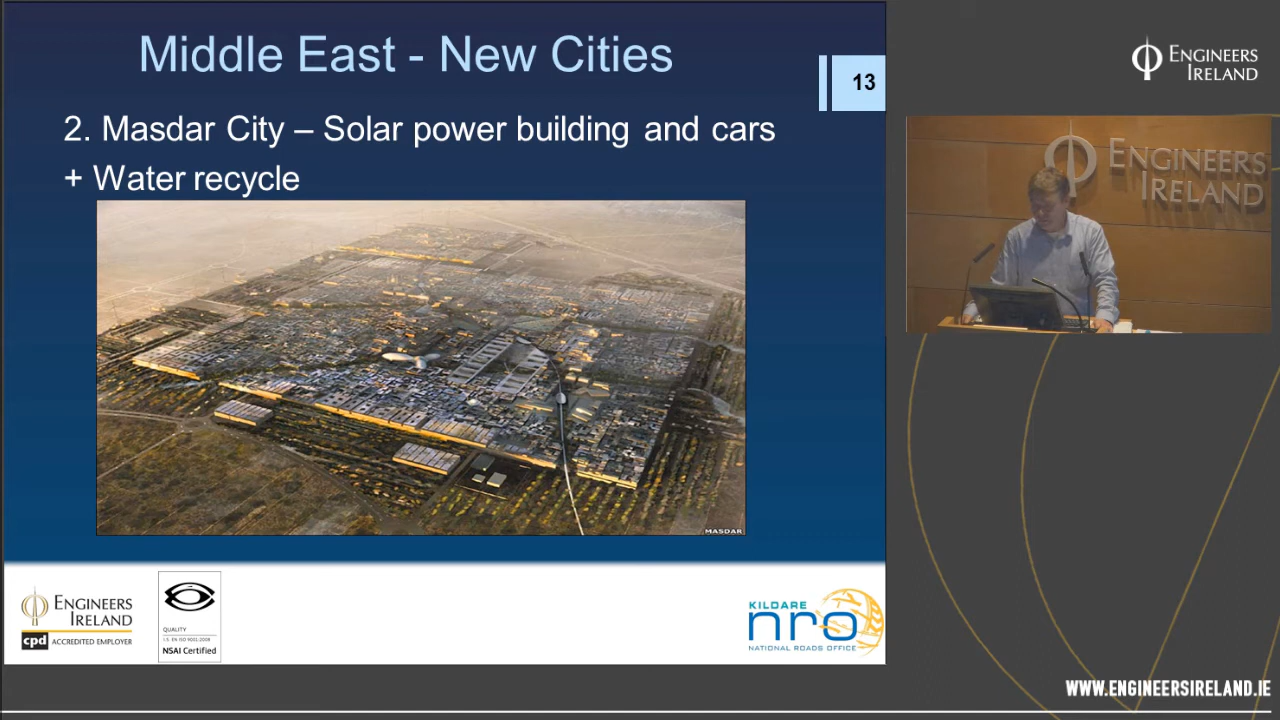 Middle East - New Cities
13
2. Masdar City – Solar power building and cars
+ Water recycle
MASDAR
ENGINEERS
IRELAND
cpd ACCREDITED EMPLOYER
QUALITY
I.S. EN ISO 9001:2008
NSAI Certified
KILDARE
nro
NATIONAL ROADS OFFICE
ENGINEERS
IRELAND
ENGINEERS
IRELAND
WWW.ENGINEERSIRELAND.IE